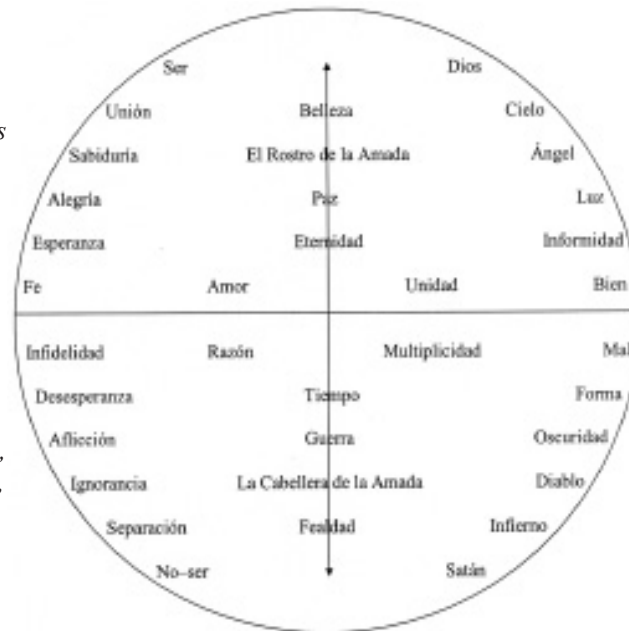 Ser Dios
Unión Belleza Cielo
s
Sabiduría El Rostro de la Amada Ángel
Alegría Paz Luz
Esperanza Eternidad Informidad
Fe Amor Unidad Bien
Infidelidad Razón Multiplicidad Mal
Desesperanza Tiempo Forma
Aflicción Guerra Oscuridad
,
Ignorancia La Cabellera de la Amada Diablo
Separación Fealdad Infierno
No–ser Satán